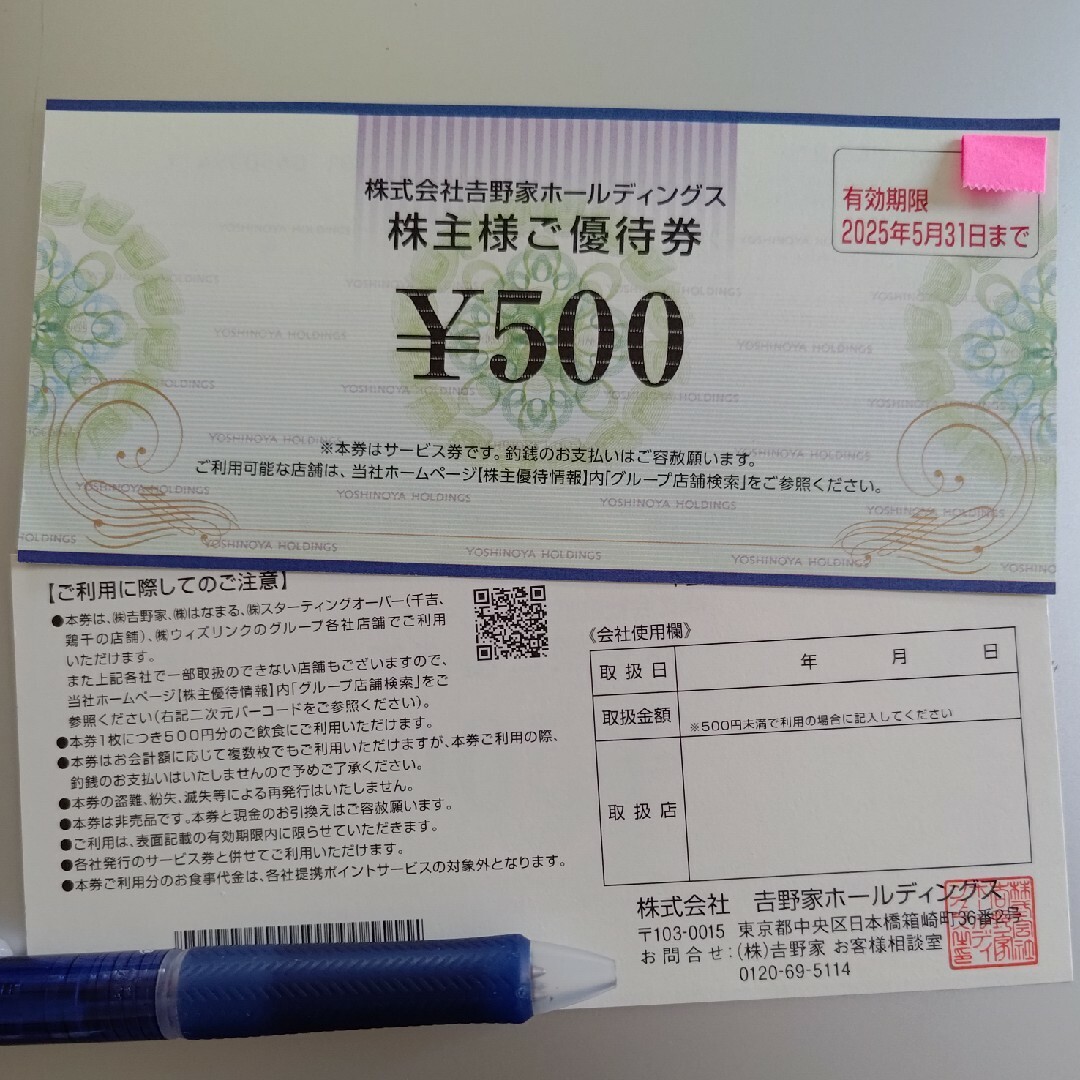 株式会社𠮷野家ホールディングス
株主様ご優待券
有効期限
2025年5月31日まで
¥500
※本券はサービス券です。釣銭のお支払いはご容赦願います。
ご利用可能な店舗は、当社ホームページ【株主優待情報】内「グループ店舗検索」をご参照ください。
YOSHINOYA HOLDINGS
【ご利用に際してのご注意】
●本券は、㈱𠮷野家、㈱はなまる、㈱スターティングオーバー(千吉、
鶏千の店舗)、㈱ウィズリンクのグループ各社店舗でご利用
いただけます。
また上記各社で一部取扱のできない店舗もございますので、
当社ホームページ【株主優待情報】内「グループ店舗検索」をご
参照ください(右記二次元バーコードをご参照ください)。
●本券1枚につき500円分のご飲食にご利用いただけます。
●本券はお会計額に応じて複数枚でもご利用いただけますが、本券ご利用の際、
釣銭のお支払いはいたしませんので予めご了承ください。
●本券の盗難、紛失、滅失等による再発行はいたしません。
●本券は非売品です。本券と現金のお引換えはご容赦願います。
●ご利用は、表面記載の有効期限内に限らせていただきます。
●各社発行のサービス券と併せてご利用いただけます。
●本券ご利用分のお食事代金は、各社提携ポイントサービスの対象外となります。
《会社使用欄》
取扱日 年 月 日
取扱金額 ※500円未満で利用の場合に記入してください
取扱店
株式会社 𠮷野家ホールディングス
〒103-0015 東京都中央区日本橋箱崎町36番2号
お問合せ:(株)𠮷野家 お客様相談室
0120-69-5114